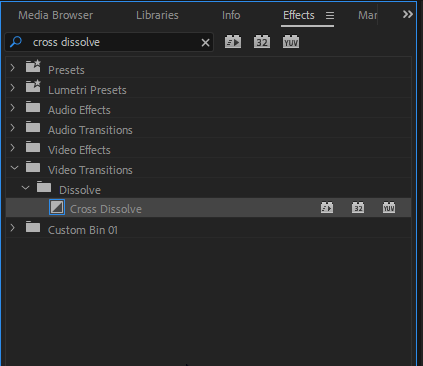 Media Browser Libraries Info Effects Mar
cross dissolve 32 YUV
Presets
Lumetri Presets
Audio Effects
Audio Transitions
Video Effects
Video Transitions
Dissolve
Cross Dissolve 32 YUV
Custom Bin 01